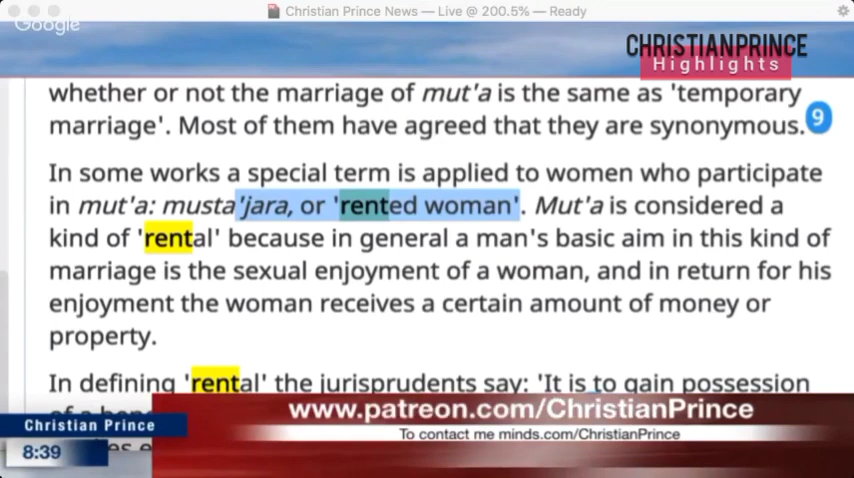 Christian Prince News — Live @ 200.5% — Ready
Google
CHRISTIANPRINCE
Highlights
whether or not the marriage of mut'a is the same as 'temporary
marriage'. Most of them have agreed that they are synonymous. 9
In some works a special term is applied to women who participate
in mut'a: musta'jara, or 'rented woman'. Mut'a is considered a
kind of 'rental' because in general a man's basic aim in this kind of
marriage is the sexual enjoyment of a woman, and in return for his
enjoyment the woman receives a certain amount of money or
property.
In defining 'rental' the jurisprudents say: 'It is to gain possession
www.patreon.com/ChristianPrince
Christian Prince
To contact me minds.com/ChristianPrince
8:39